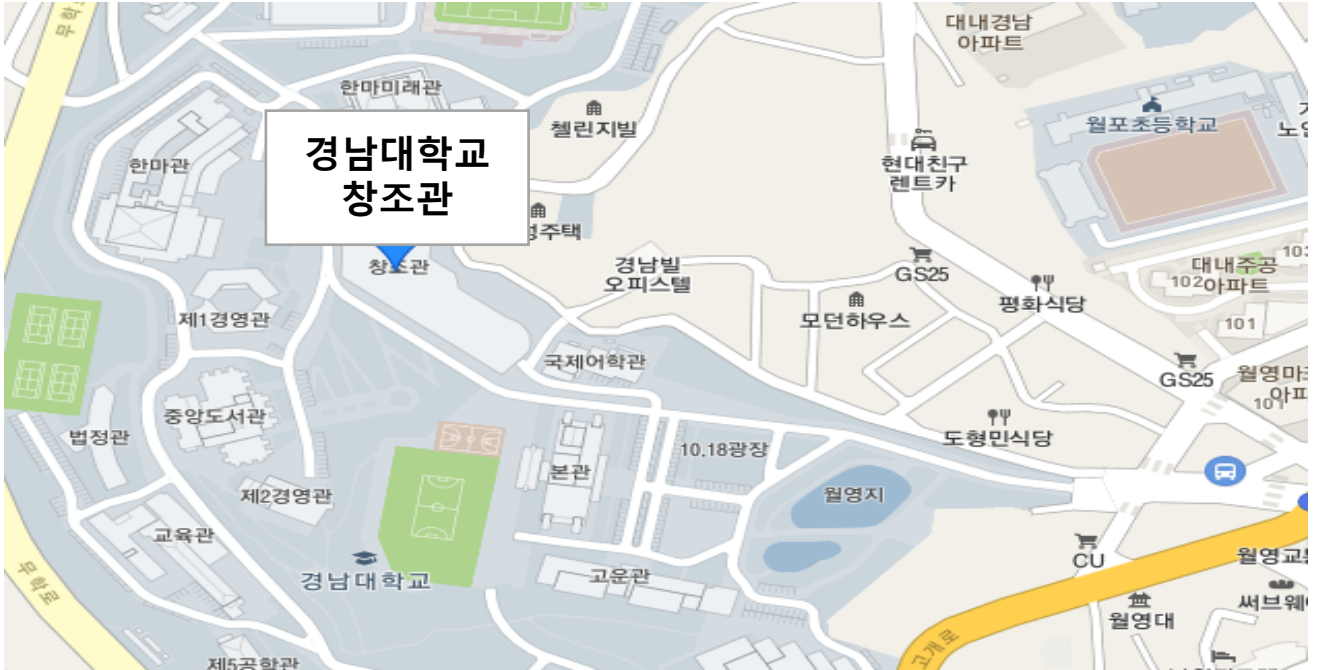 무학로
대내경남
아파트
한마미래관
첼린지빌
월포초등학교
경남대학교
창조관
한마관
현대친구
렌트카
성주택
경남빌
오피스텔
GS25
창조관
대내주공
아파트
102
103
평화식당
모던하우스
제1경영관
101
국제어학관
GS25
월영마
아파
101
중앙도서관
법정관
도형민식당
10.18광장
본관
제2경영관
월영지
교육관
경남대학교
고운관
CU
무학로
월영교
써브웨이
월영대
고개로
제5공학관